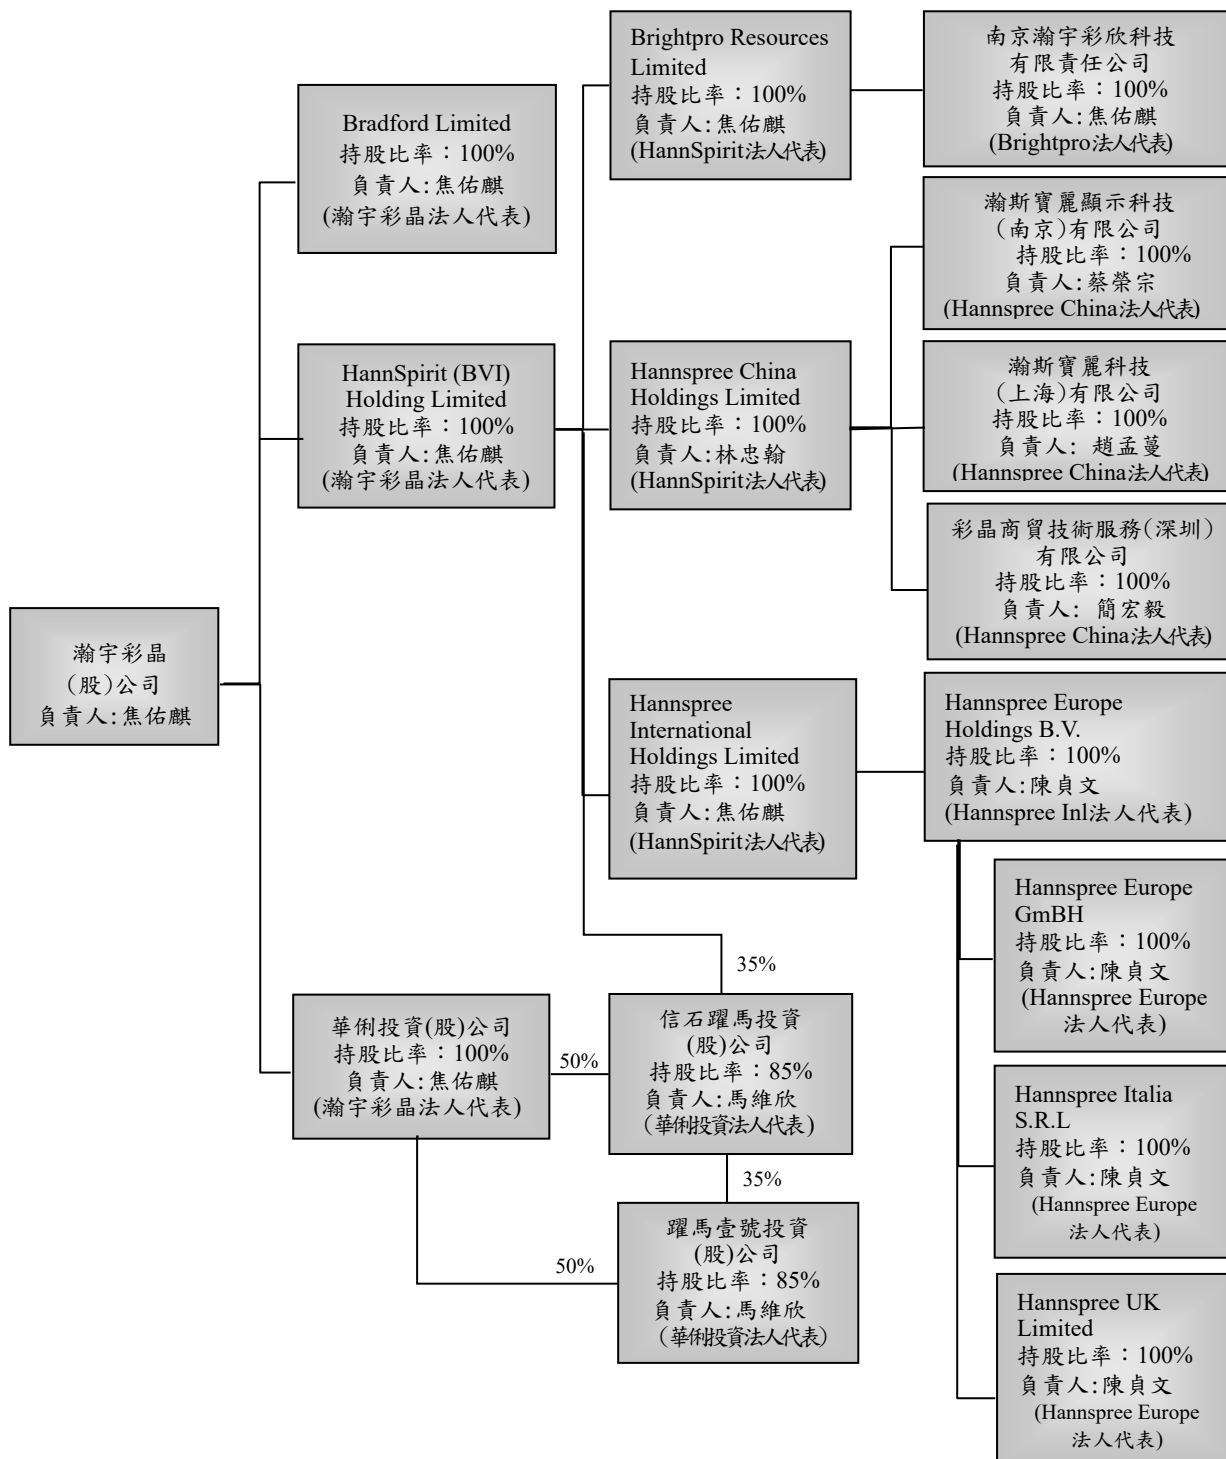 瀚宇彩晶
(股)公司
負責人:焦佑麒
Bradford Limited
持股比率：100%
負責人:焦佑麒
(瀚宇彩晶法人代表)
HannSpirit (BVI)
Holding Limited
持股比率：100%
負責人:焦佑麒
(瀚宇彩晶法人代表)
華俐投資(股)公司
持股比率：100%
負責人:焦佑麒
(瀚宇彩晶法人代表)
Brightpro Resources
Limited
持股比率：100%
負責人:焦佑麒
(HannSpirit法人代表)
Hannspree China
Holdings Limited
持股比率：100%
負責人:林忠翰
(HannSpirit法人代表)
Hannspree
International
Holdings Limited
持股比率：100%
負責人:焦佑麒
(HannSpirit法人代表)
35%
50%
信石躍馬投資
(股)公司
持股比率：85%
負責人:馬維欣
(華俐投資法人代表)
35%
50%
躍馬壹號投資
(股)公司
持股比率：85%
負責人:馬維欣
(華俐投資法人代表)
南京瀚宇彩欣科技
有限責任公司
持股比率：100%
負責人:焦佑麒
(Brightpro法人代表)
瀚斯寶麗顯示科技
(南京)有限公司
持股比率：100%
負責人:蔡榮宗
(Hannspree China法人代表)
瀚斯寶麗科技
(上海)有限公司
持股比率：100%
負責人: 趙孟蔓
(Hannspree China法人代表)
彩晶商貿技術服務(深圳)
有限公司
持股比率：100%
負責人: 簡宏毅
(Hannspree China法人代表)
Hannspree Europe
Holdings B.V.
持股比率：100%
負責人:陳貞文
(Hannspree Inl法人代表)
Hannspree Europe
GmBH
持股比率：100%
負責人:陳貞文
(Hannspree Europe
法人代表)
Hannspree Italia
S.R.L
持股比率：100%
負責人:陳貞文
(Hannspree Europe
法人代表)
Hannspree UK
Limited
持股比率：100%
負責人:陳貞文
(Hannspree Europe
法人代表)